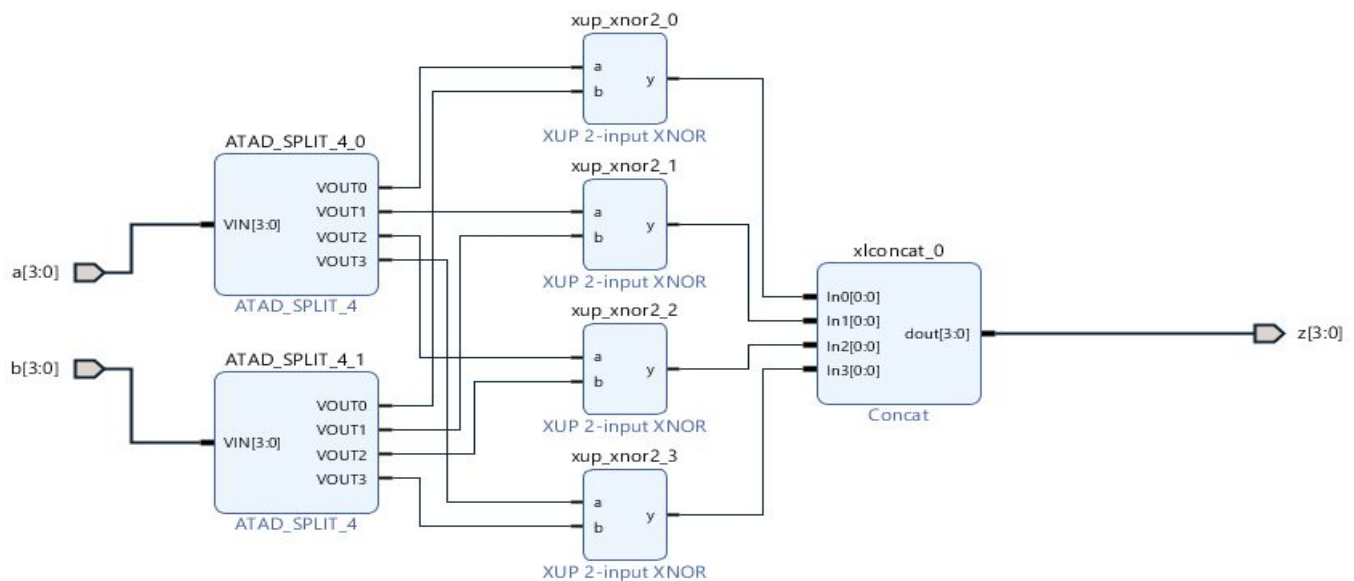 a[3:0]
b[3:0]
ATAD_SPLIT_4_0
VIN[3:0]
VOUT0
VOUT1
VOUT2
VOUT3
ATAD_SPLIT_4
ATAD_SPLIT_4_1
VIN[3:0]
VOUT0
VOUT1
VOUT2
VOUT3
ATAD_SPLIT_4
xup_xnor2_0
a
b
y
XUP 2-input XNOR
xup_xnor2_1
a
b
y
XUP 2-input XNOR
xup_xnor2_2
a
b
y
XUP 2-input XNOR
xup_xnor2_3
a
b
y
XUP 2-input XNOR
xlconcat_0
In0[0:0]
In1[0:0]
In2[0:0]
In3[0:0]
dout[3:0]
Concat
z[3:0]